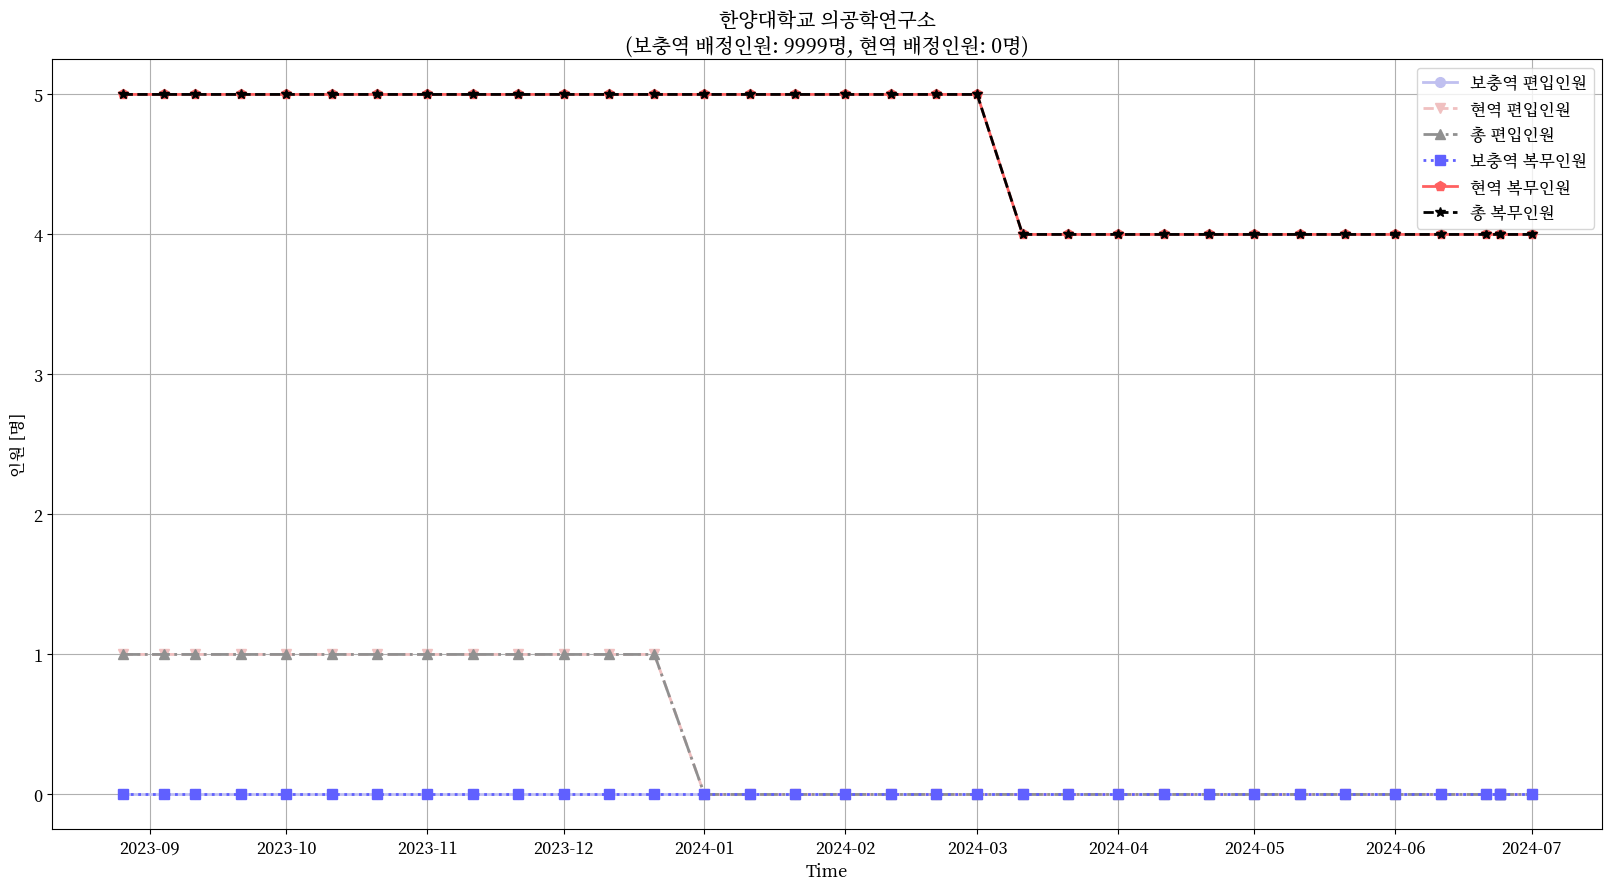 한양대학교 의공학연구소
(보충역 배정인원: 9999명, 현역 배정인원: 0명)
보충역 편입인원
현역 편입인원
총 편입인원
보충역 복무인원
현역 복무인원
총 복무인원
인원 [명]
5
4
3
2
1
0
2023-09 2023-10 2023-11 2023-12 2024-01 2024-02 2024-03 2024-04 2024-05 2024-06 2024-07
Time